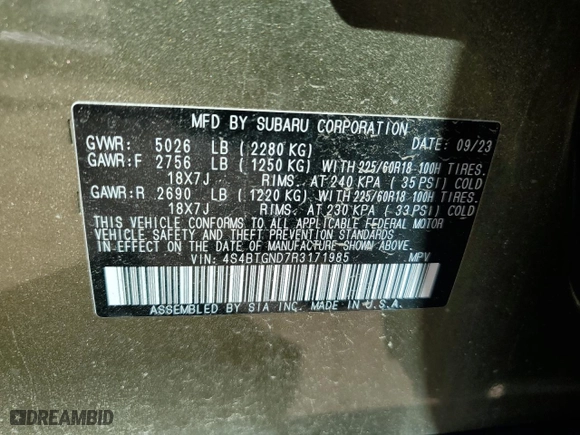 MFD BY SUBARU CORPORATION DATE: 09/23
GVWR: 5026 LB (2280 KG)
GAWR:F 2756 LB (1250 KG) WITH 225/60R18 100H TIRES.
18X7J RIMS. AT 240 KPA (35 PSI) COLD
GAWR:R 2690 LB (1220 KG) WITH 225/60R18 100H TIRES.
18X7J RIMS. AT 230 KPA (33 PSI) COLD
THIS VEHICLE CONFORMS TO ALL APPLICABLE FEDERAL MOTOR
VEHICLE SAFETY AND THEFT PREVENTION STANDARDS
IN EFFECT ON THE DATE OF MANUFACTURE SHOWN ABOVE.
VIN: 4S4BTGND7R3171985 MPV
ASSEMBLED BY SIA INC. MADE IN U.S.A.
DREAMBID